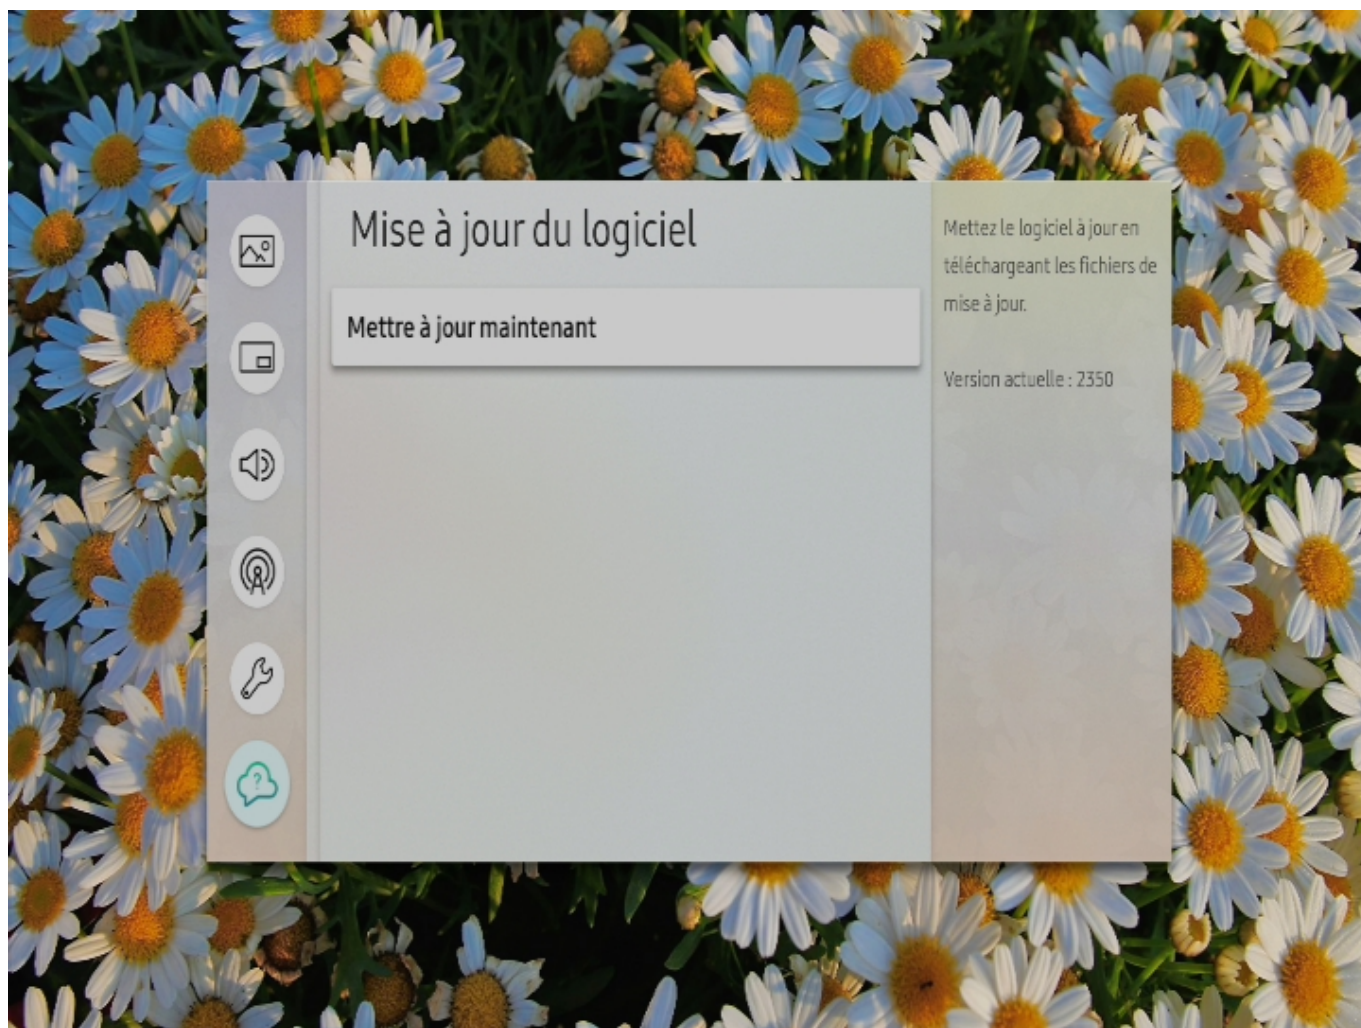 Mise à jour du logiciel
Mettre à jour maintenant
Mettez le logiciel à jour en
téléchargeant les fichiers de
mise à jour.
Version actuelle : 2350
?